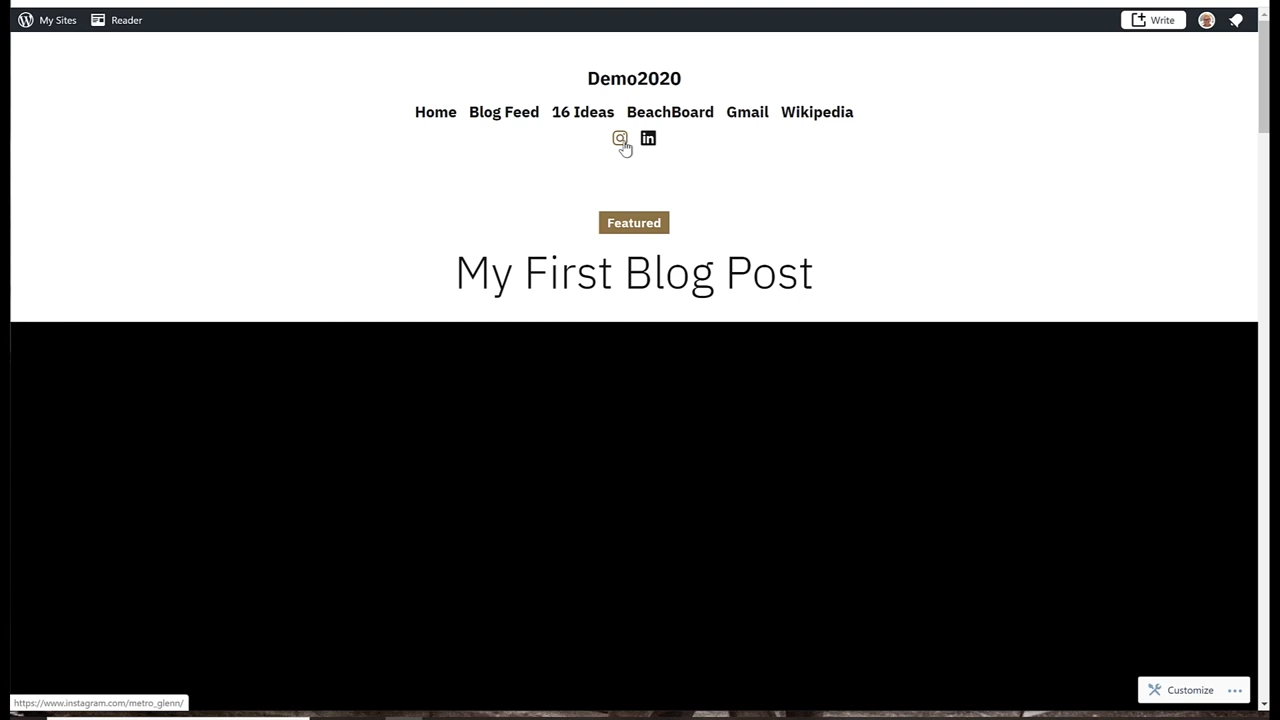 My Sites Reader Write
Demo2020
Home Blog Feed 16 Ideas BeachBoard Gmail Wikipedia
in
Featured
My First Blog Post
Customize
https://www.instagram.com/metro_glenn/